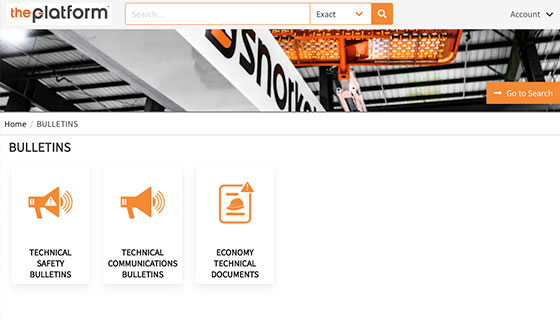 theplatform
Search ...
Exact
Account
snorke
Go to Search
Home / BULLETINS
BULLETINS
TECHNICAL
SAFETY
BULLETINS
TECHNICAL
COMMUNICATIONS
BULLETINS
ECONOMY
TECHNICAL
DOCUMENTS